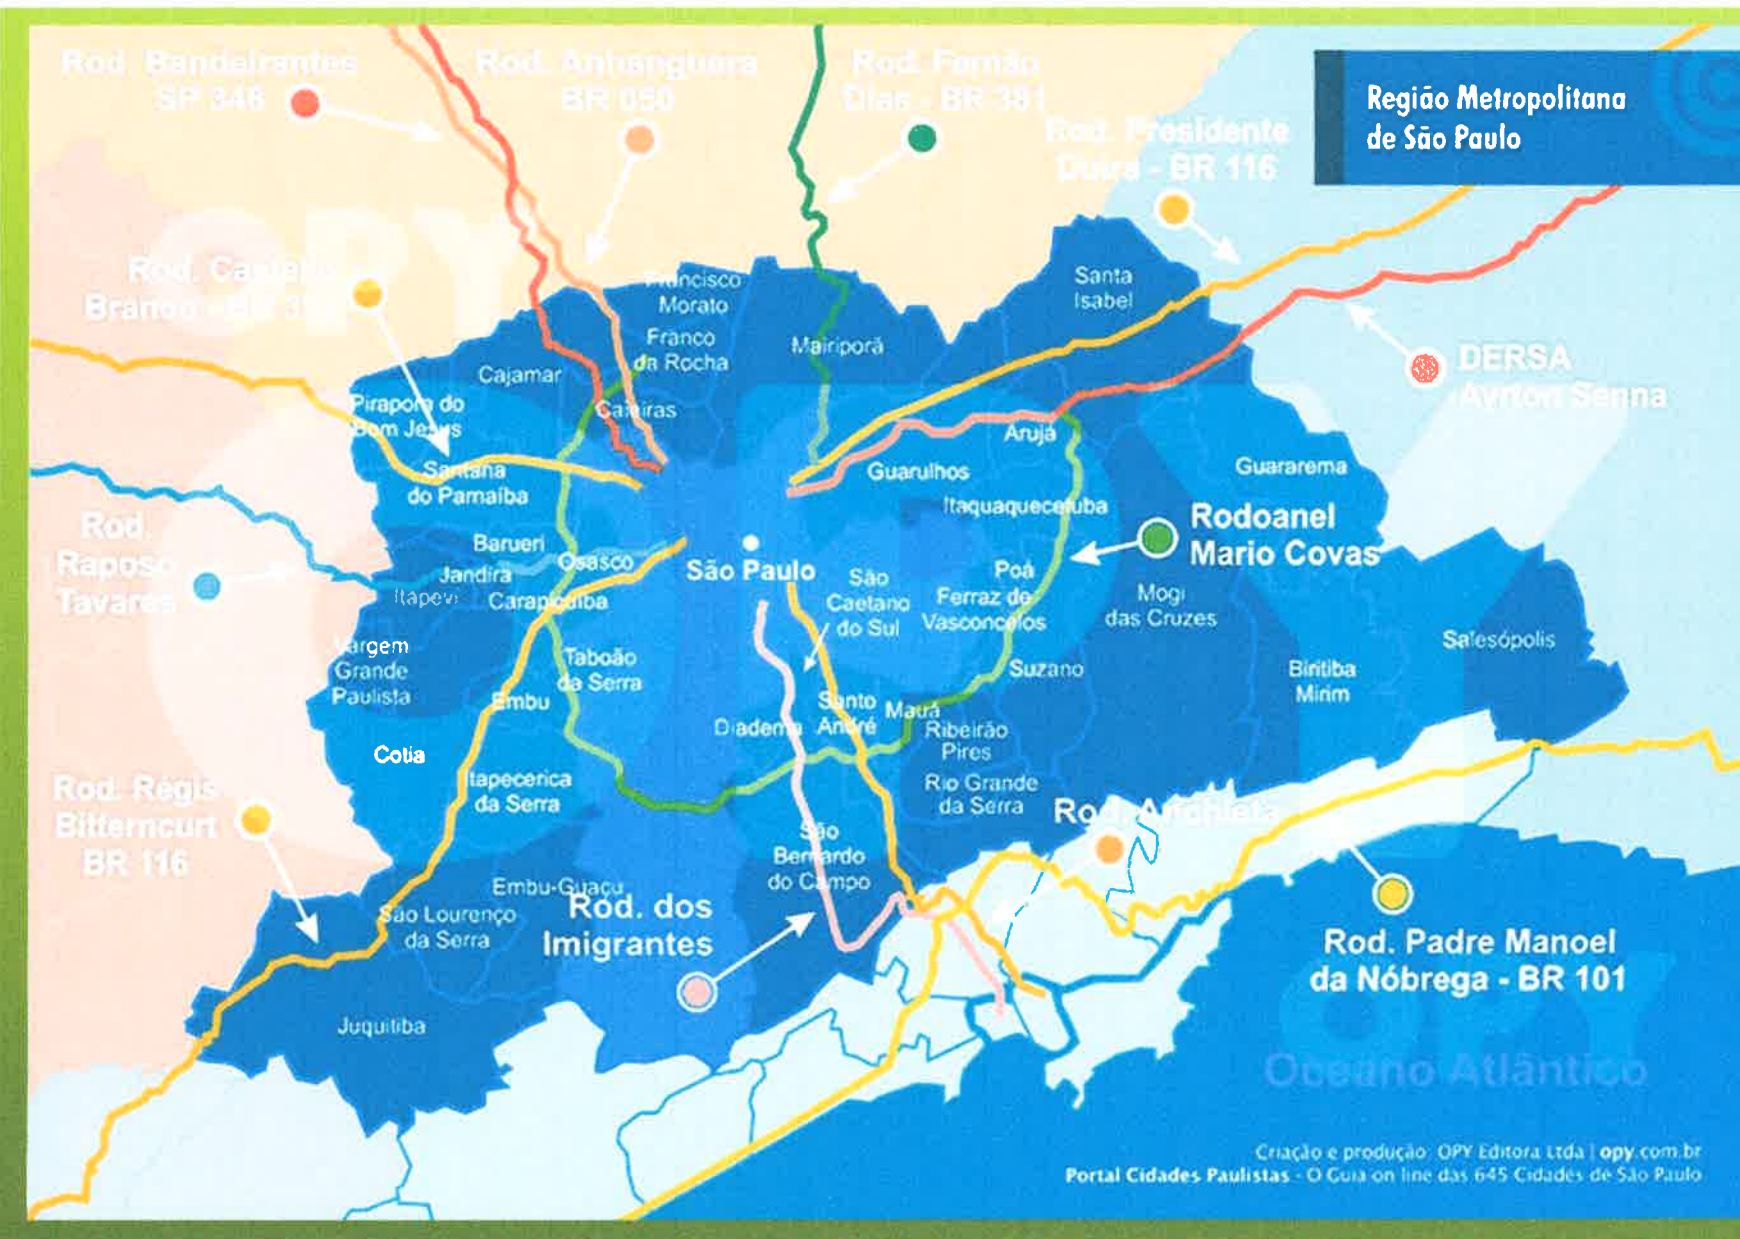 Rod. Bandeirantes
SP 348
Rod. Anhanguera
BR 050
Rod. Fernão
Dias - BR 381
Rod. Presidente
Dutra - BR 116
Região Metropolitana
de São Paulo
OPY
Rod.
Branco
Francisco
Morato
Franco
da Rocha
Mairiporã
Santa
Isabel
Cajamar
Caieiras
Pirapora do
Bom Jesus
DERSA
Ayrton Senna
Arujá
Santana
do Parnaíba
Guarulhos
Guararema
Itaquaquecetuba
Rod.
Raposo
Tavares
Barueri
Osasco
Jandira
Itapevi
Carapicuíba
São Paulo
Rodoanel
Mario Covas
Poá
Ferraz de
Vasconcelos
São
Caetano
do Sul
Mogi
das Cruzes
Vargem
Grande
Paulista
Taboão
da Serra
Suzano
Salesópolis
Biritiba
Mirim
Embu
Diadema
Santo
André
Mauá
Cotia
Ribeirão
Pires
Itapecerica
da Serra
Rio Grande
da Serra
Rod. Régis
Bitterncurt
BR 116
Rod. Anchieta
São
Bernardo
do Campo
Embu-Guaçu
São Lourenço
da Serra
Rod. dos
Imigrantes
Rod. Padre Manoel
da Nóbrega - BR 101
Juquitiba
OPY
Oceano Atlântico
Criação e produção: OPY Editora Ltda | opy.com.br
Portal Cidades Paulistas - O Guia on line das 645 Cidades de São Paulo